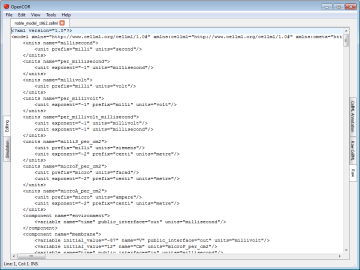 OpenCOR
File Edit View Tools Help
noble_model_1962.cellml
<?xml version="1.0"?>
<model xmlns="http://www.cellml.org/cellml/1.0#" xmlns:cellml="http://www.cellml.org/cellml/1.0#" xmlns:cmeta="htt
<units name="millisecond">
<unit prefix="milli" units="second"/>
</units>
<units name="per_millisecond">
<unit exponent="-1" units="millisecond"/>
</units>
<units name="millivolt">
<unit prefix="milli" units="volt"/>
</units>
<units name="per_millivolt">
<unit exponent="-1" prefix="milli" units="volt"/>
</units>
<units name="per_millivolt_millisecond">
<unit exponent="-1" units="millivolt"/>
<unit exponent="-1" units="millisecond"/>
</units>
<units name="milliS_per_cm2">
<unit prefix="milli" units="siemens"/>
<unit exponent="-2" prefix="centi" units="metre"/>
</units>
<units name="microF_per_cm2">
<unit prefix="micro" units="farad"/>
<unit exponent="-2" prefix="centi" units="metre"/>
</units>
<units name="microA_per_cm2">
<unit prefix="micro" units="ampere"/>
<unit exponent="-2" prefix="centi" units="metre"/>
</units>
<component name="environment">
<variable name="time" public_interface="out" units="millisecond"/>
</component>
<component name="membrane">
<variable initial_value="-87" name="V" public_interface="out" units="millivolt"/>
<variable initial_value="12" name="Cm" units="microF_per_cm2"/>
<variable name="time" public_interface="in" units="millisecond"/>
Editing
Simulation
CellML Annotation
Raw CellML
Raw
Line: 1, Col: 1 INS